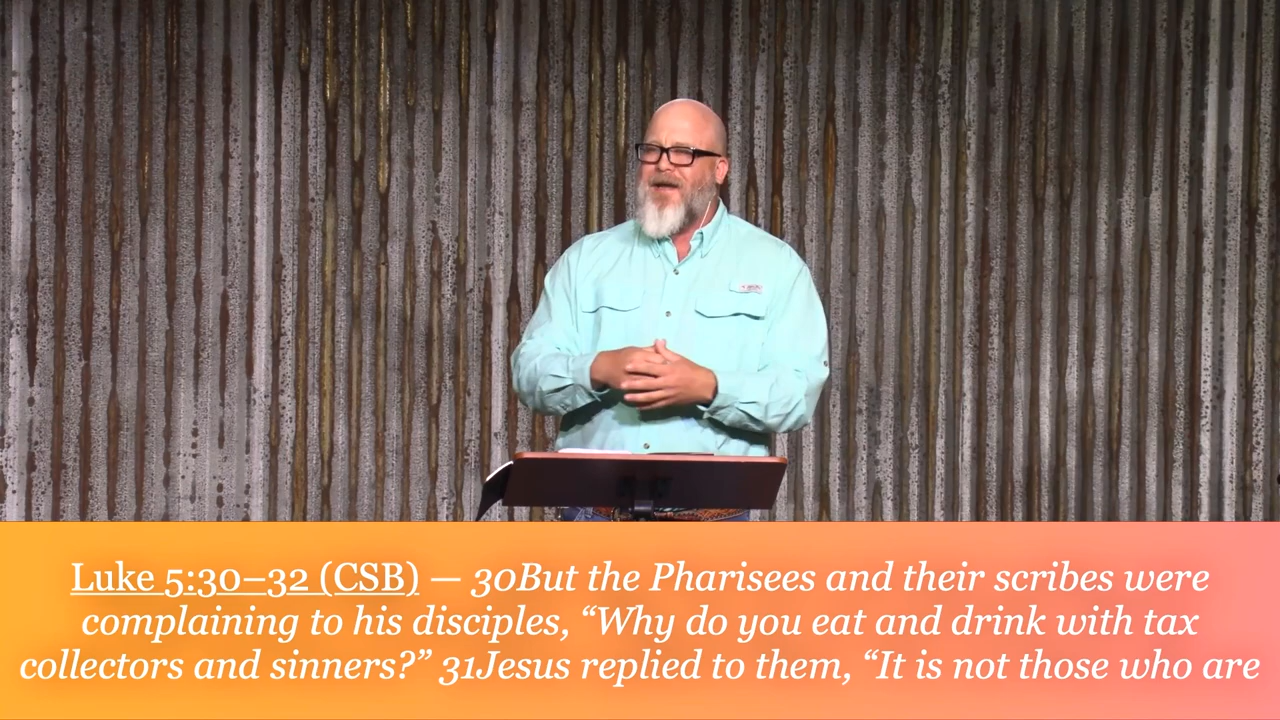 Luke 5:30–32 (CSB) — 30But the Pharisees and their scribes were
complaining to his disciples, “Why do you eat and drink with tax
collectors and sinners?” 31Jesus replied to them, “It is not those who are